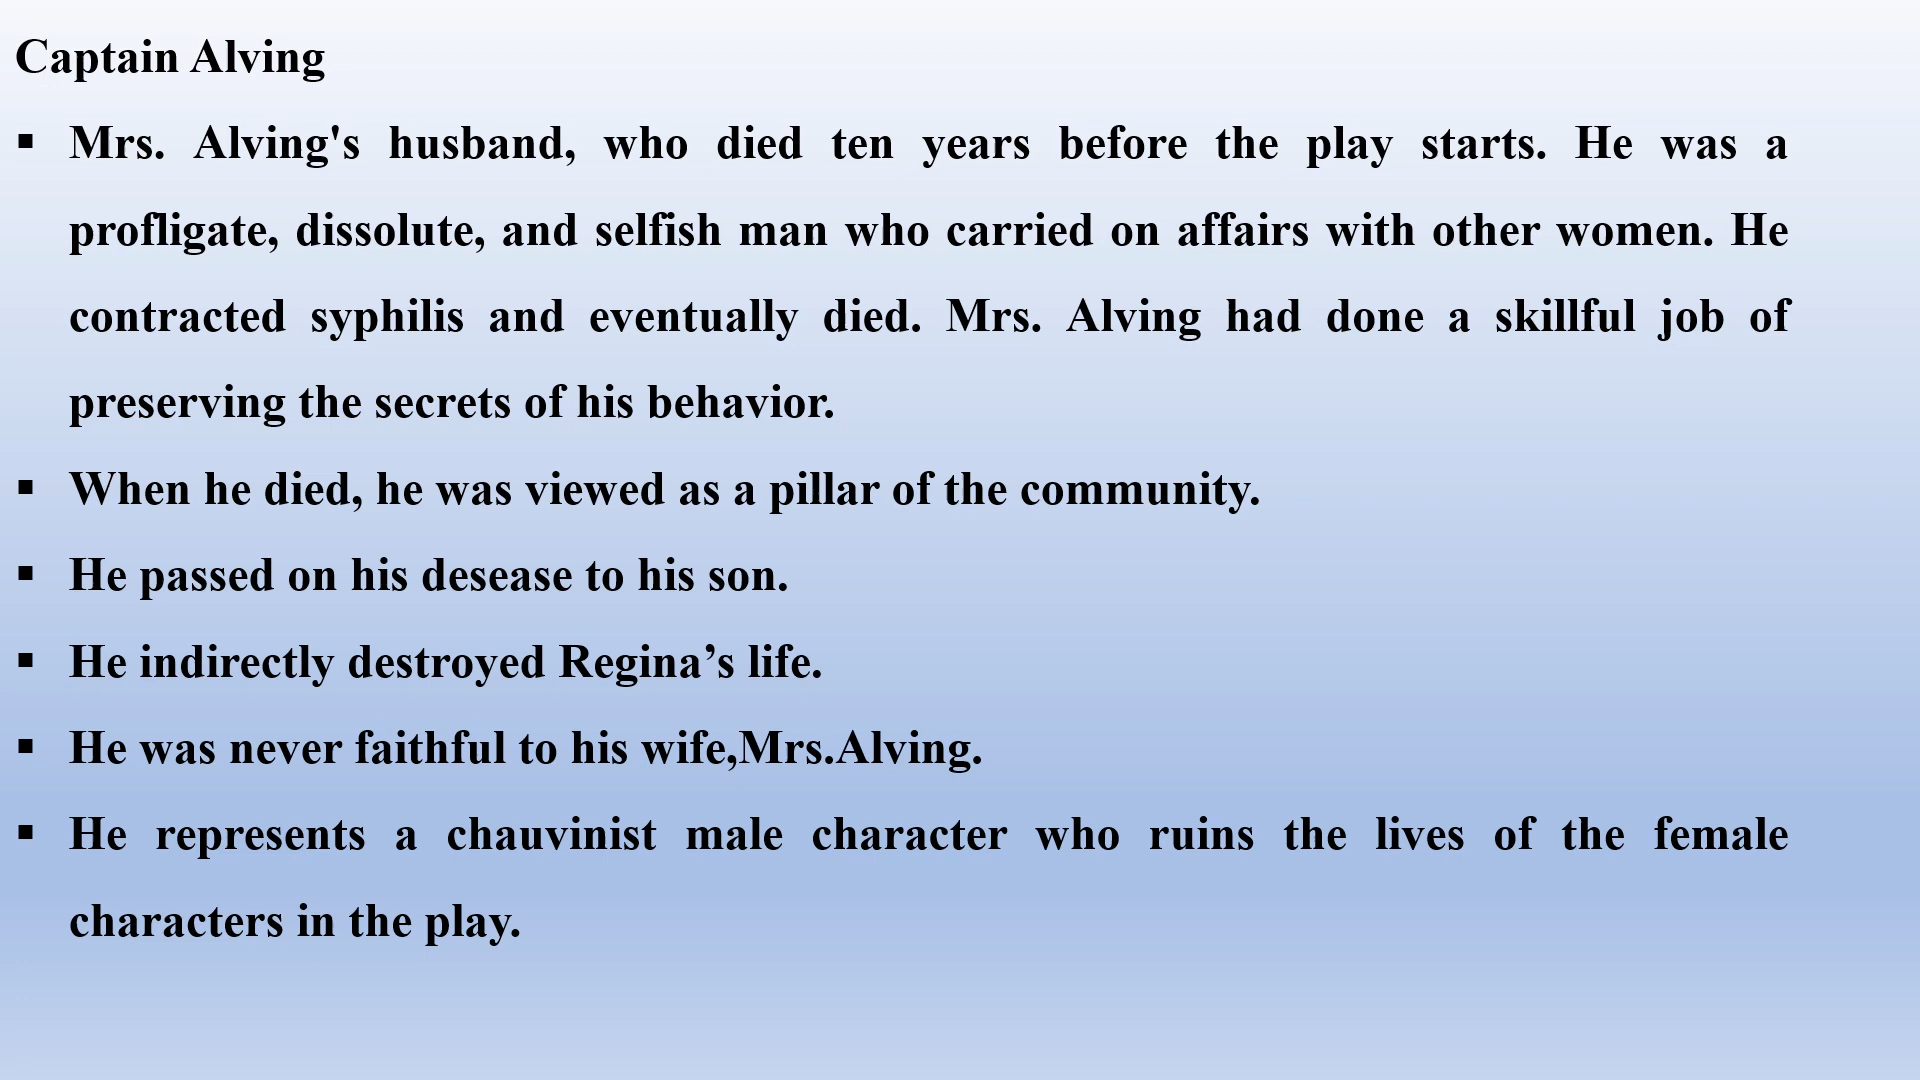 Captain Alving
▪ Mrs. Alving's husband, who died ten years before the play starts. He was a
profligate, dissolute, and selfish man who carried on affairs with other women. He
contracted syphilis and eventually died. Mrs. Alving had done a skillful job of
preserving the secrets of his behavior.
▪ When he died, he was viewed as a pillar of the community.
▪ He passed on his desease to his son.
▪ He indirectly destroyed Regina’s life.
▪ He was never faithful to his wife,Mrs.Alving.
▪ He represents a chauvinist male character who ruins the lives of the female
characters in the play.